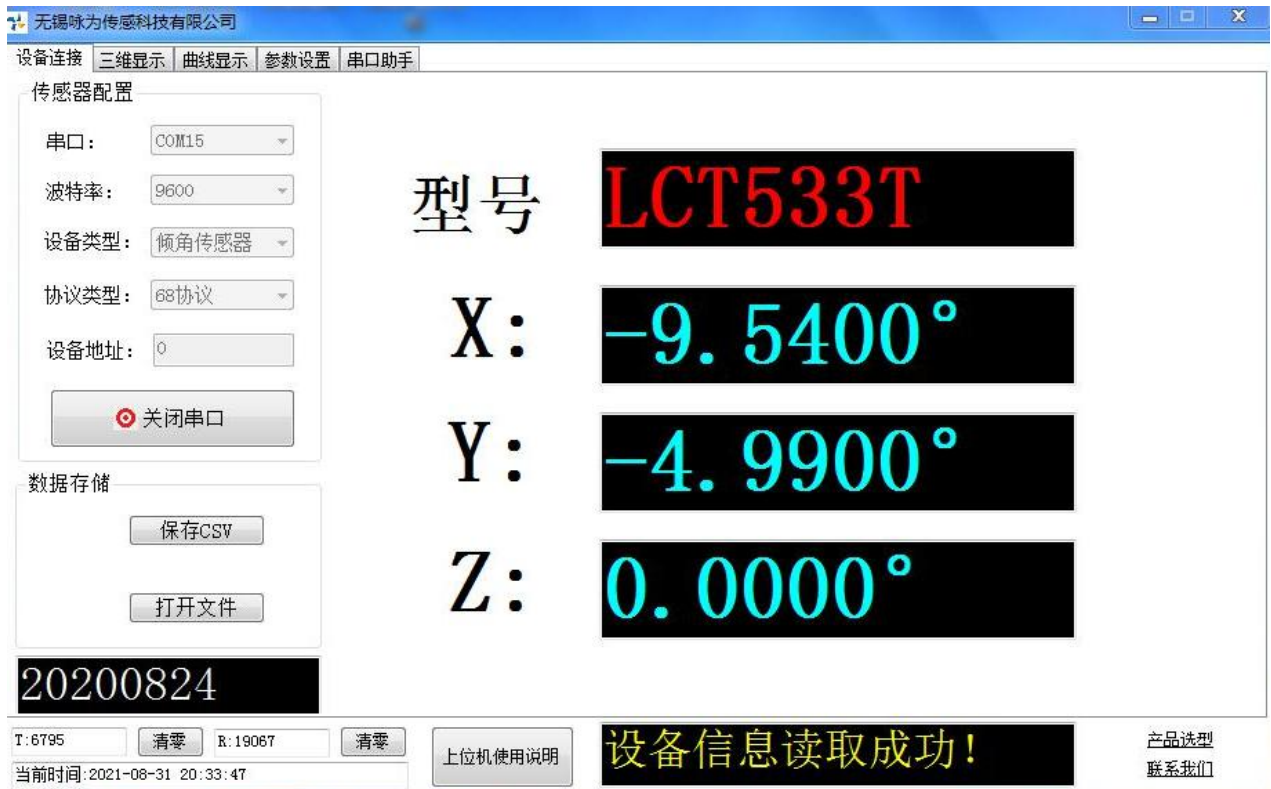 无锡咏为传感科技有限公司
设备连接 三维显示 曲线显示 参数设置 串口助手
传感器配置
串口： COM15
波特率： 9600
设备类型： 倾角传感器
协议类型： 68协议
设备地址： 0
关闭串口
数据存储
保存CSV
打开文件
20200824
型号 LCT533T
X: -9.5400°
Y: -4.9900°
Z: 0.0000°
T:6795 清零 R:19067 清零
当前时间:2021-08-31 20:33:47
上位机使用说明
设备信息读取成功!
产品选型
联系我们